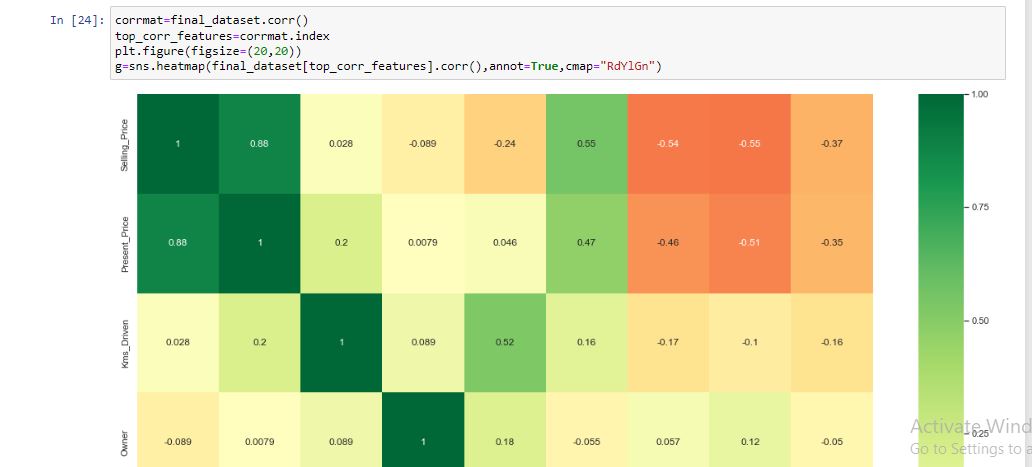 In [24]: corrmat=final_dataset.corr()
top_corr_features=corrmat.index
plt.figure(figsize=(20,20))
g=sns.heatmap(final_dataset[top_corr_features].corr(),annot=True,cmap="RdYlGn")
1.00
Selling_Price 1 0.88 0.028 -0.089 -0.24 0.55 -0.54 -0.55 -0.37
0.75
Present_Price 0.88 1 0.2 0.0079 0.046 0.47 -0.46 -0.51 -0.35
0.50
Kms_Driven 0.028 0.2 1 0.089 0.52 0.16 -0.17 -0.1 -0.16
Activate Wind
0.25
Owner -0.089 0.0079 0.089 1 0.18 -0.055 0.057 0.12 -0.05
Go to Settings to a